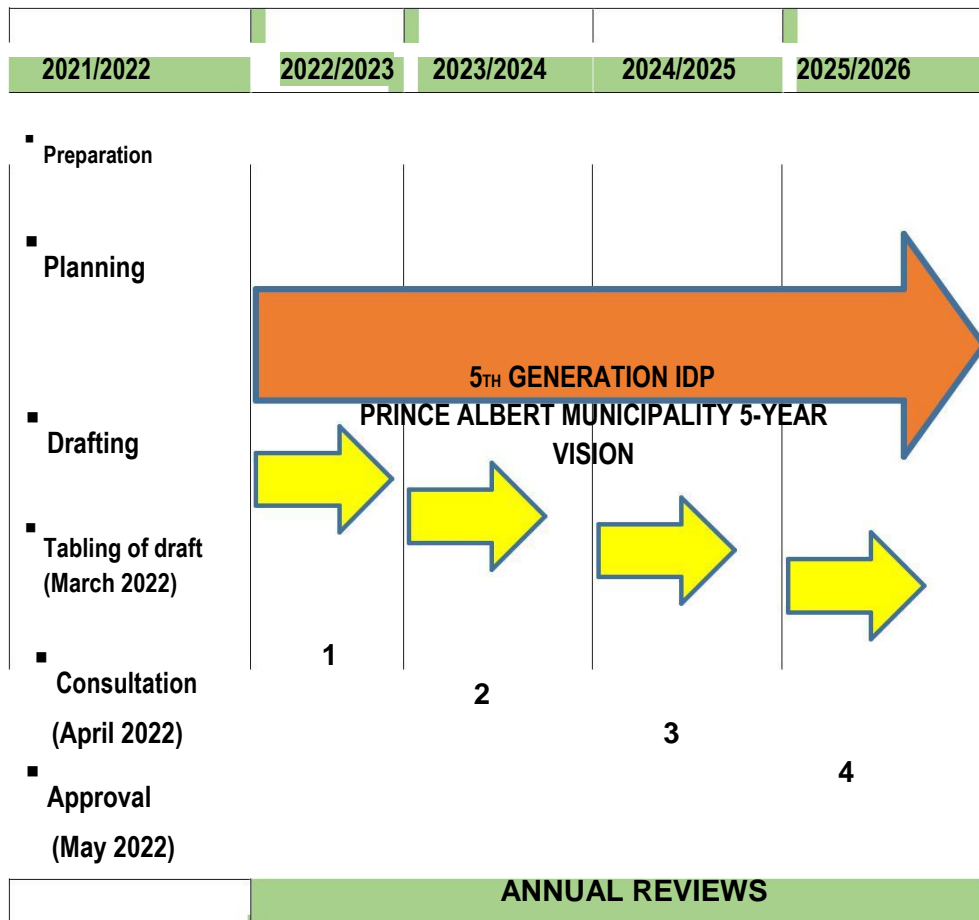 2021/2022 2022/2023 2023/2024 2024/2025 2025/2026
▪ Preparation
▪ Planning
5TH GENERATION IDP
PRINCE ALBERT MUNICIPALITY 5-YEAR
VISION
▪ Drafting
▪ Tabling of draft
(March 2022)
▪ Consultation
(April 2022)
▪ Approval
(May 2022)
1
2
3
4
ANNUAL REVIEWS